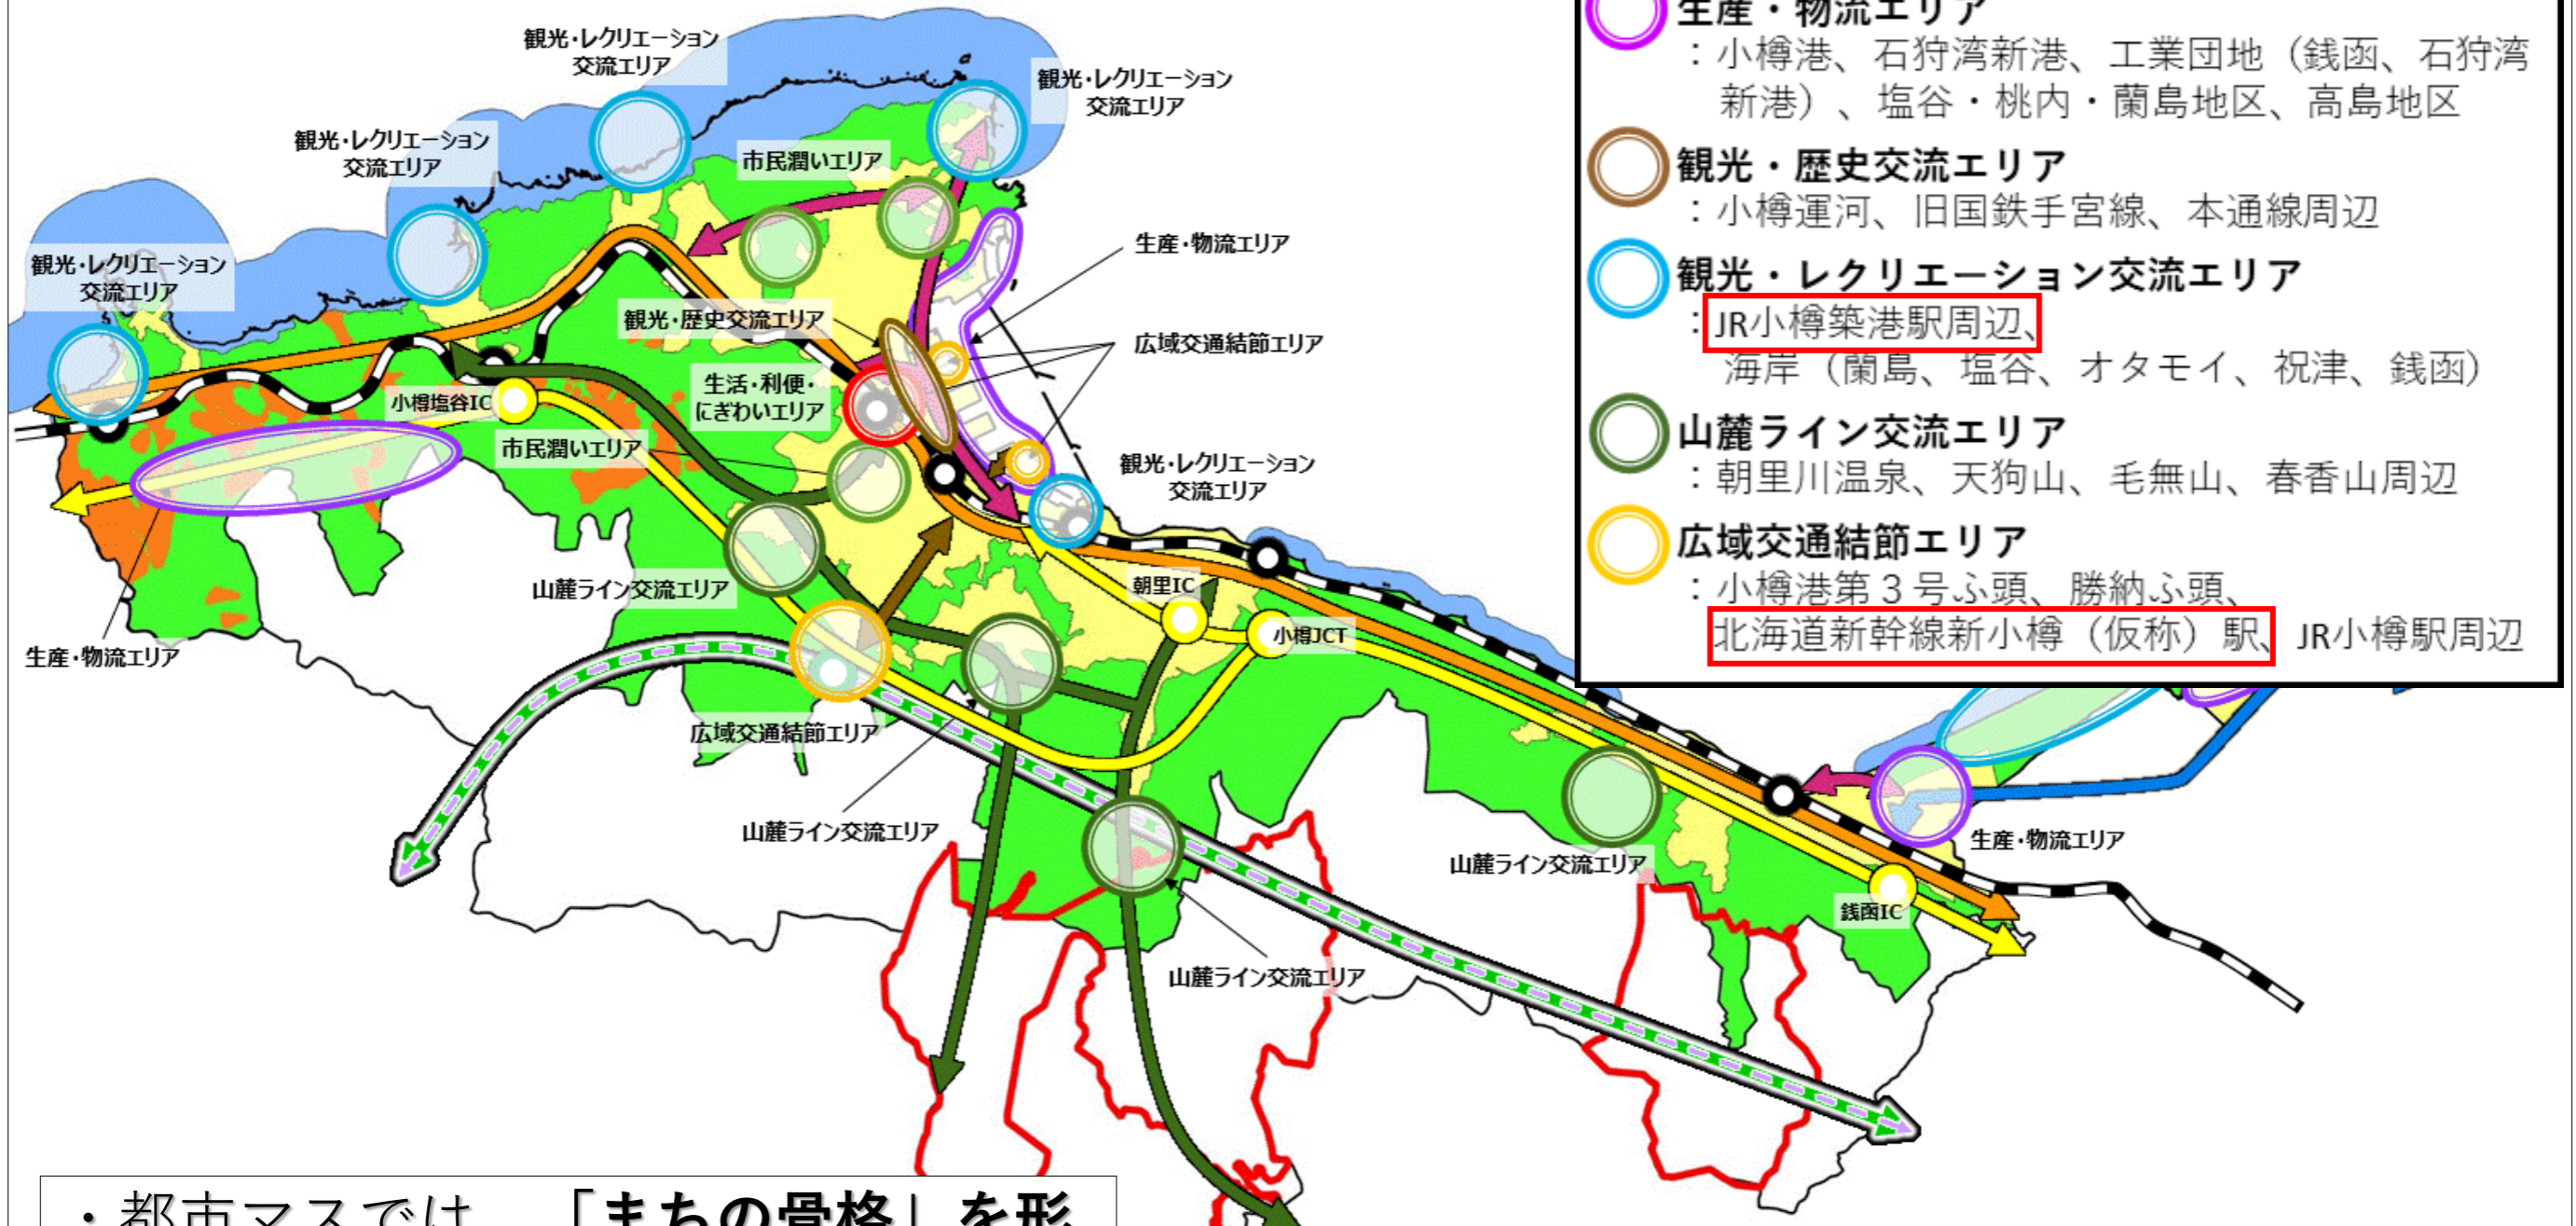 観光・レクリエーション
交流エリア
観光・レクリエーション
交流エリア
観光・レクリエーション
交流エリア
観光・レクリエーション
交流エリア
市民潤いエリア
生産・物流エリア
観光・歴史交流エリア
広域交通結節エリア
生活・利便・
にぎわいエリア
小樽塩谷IC
市民潤いエリア
観光・レクリエーション
交流エリア
山麓ライン交流エリア
朝里IC
小樽JCT
生産・物流エリア
広域交通結節エリア
山麓ライン交流エリア
山麓ライン交流エリア
生産・物流エリア
銭函IC
山麓ライン交流エリア
生産・物流エリア
：小樽港、石狩湾新港、工業団地（銭函、石狩湾
新港）、塩谷・桃内・蘭島地区、高島地区
観光・歴史交流エリア
：小樽運河、旧国鉄手宮線、本通線周辺
観光・レクリエーション交流エリア
：JR小樽築港駅周辺、
海岸（蘭島、塩谷、オタモイ、祝津、銭函）
山麓ライン交流エリア
：朝里川温泉、天狗山、毛無山、春香山周辺
広域交通結節エリア
：小樽港第３号ふ頭、勝納ふ頭、
北海道新幹線新小樽（仮称）駅、JR小樽駅周辺
・都市マスでは、「まちの骨格」を形